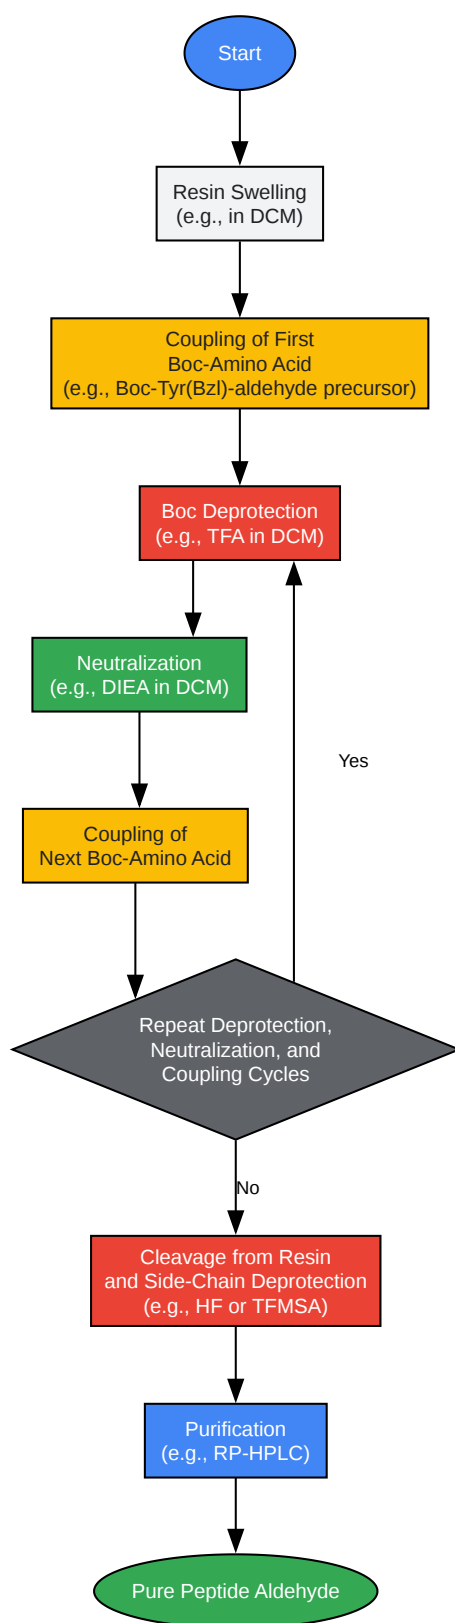 Start
Resin Swelling
(e.g., in DCM)
Coupling of First
Boc-Amino Acid
(e.g., Boc-Tyr(Bzl)-aldehyde precursor)
Boc Deprotection
(e.g., TFA in DCM)
Neutralization
(e.g., DIEA in DCM)
Yes
Coupling of
Next Boc-Amino Acid
Repeat Deprotection,
Neutralization, and
Coupling Cycles
No
Cleavage from Resin
and Side-Chain Deprotection
(e.g., HF or TFMSA)
Purification
(e.g., RP-HPLC)
Pure Peptide Aldehyde